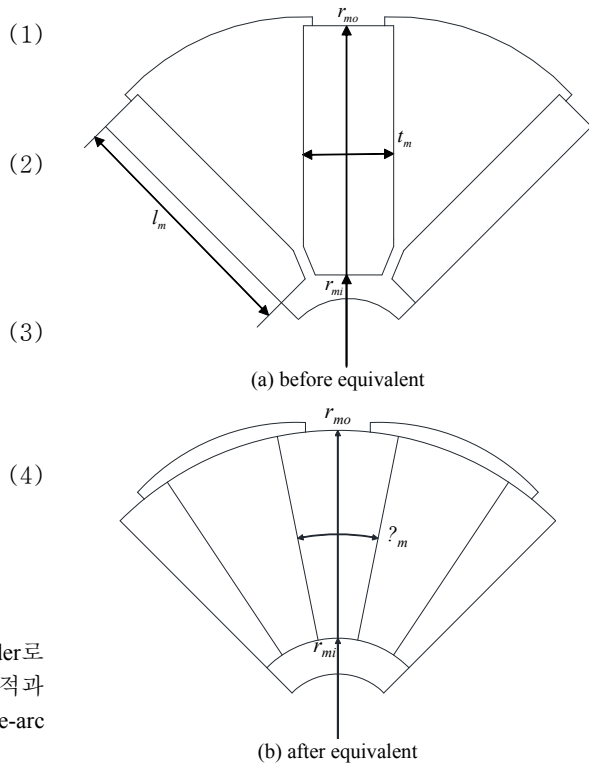 (1)
(2)
(3)
(4)
r_mo
t_m
l_m
r_mi
(a) before equivalent
r_mo
?_m
r_mi
(b) after equivalent
ler로
적과
e-arc